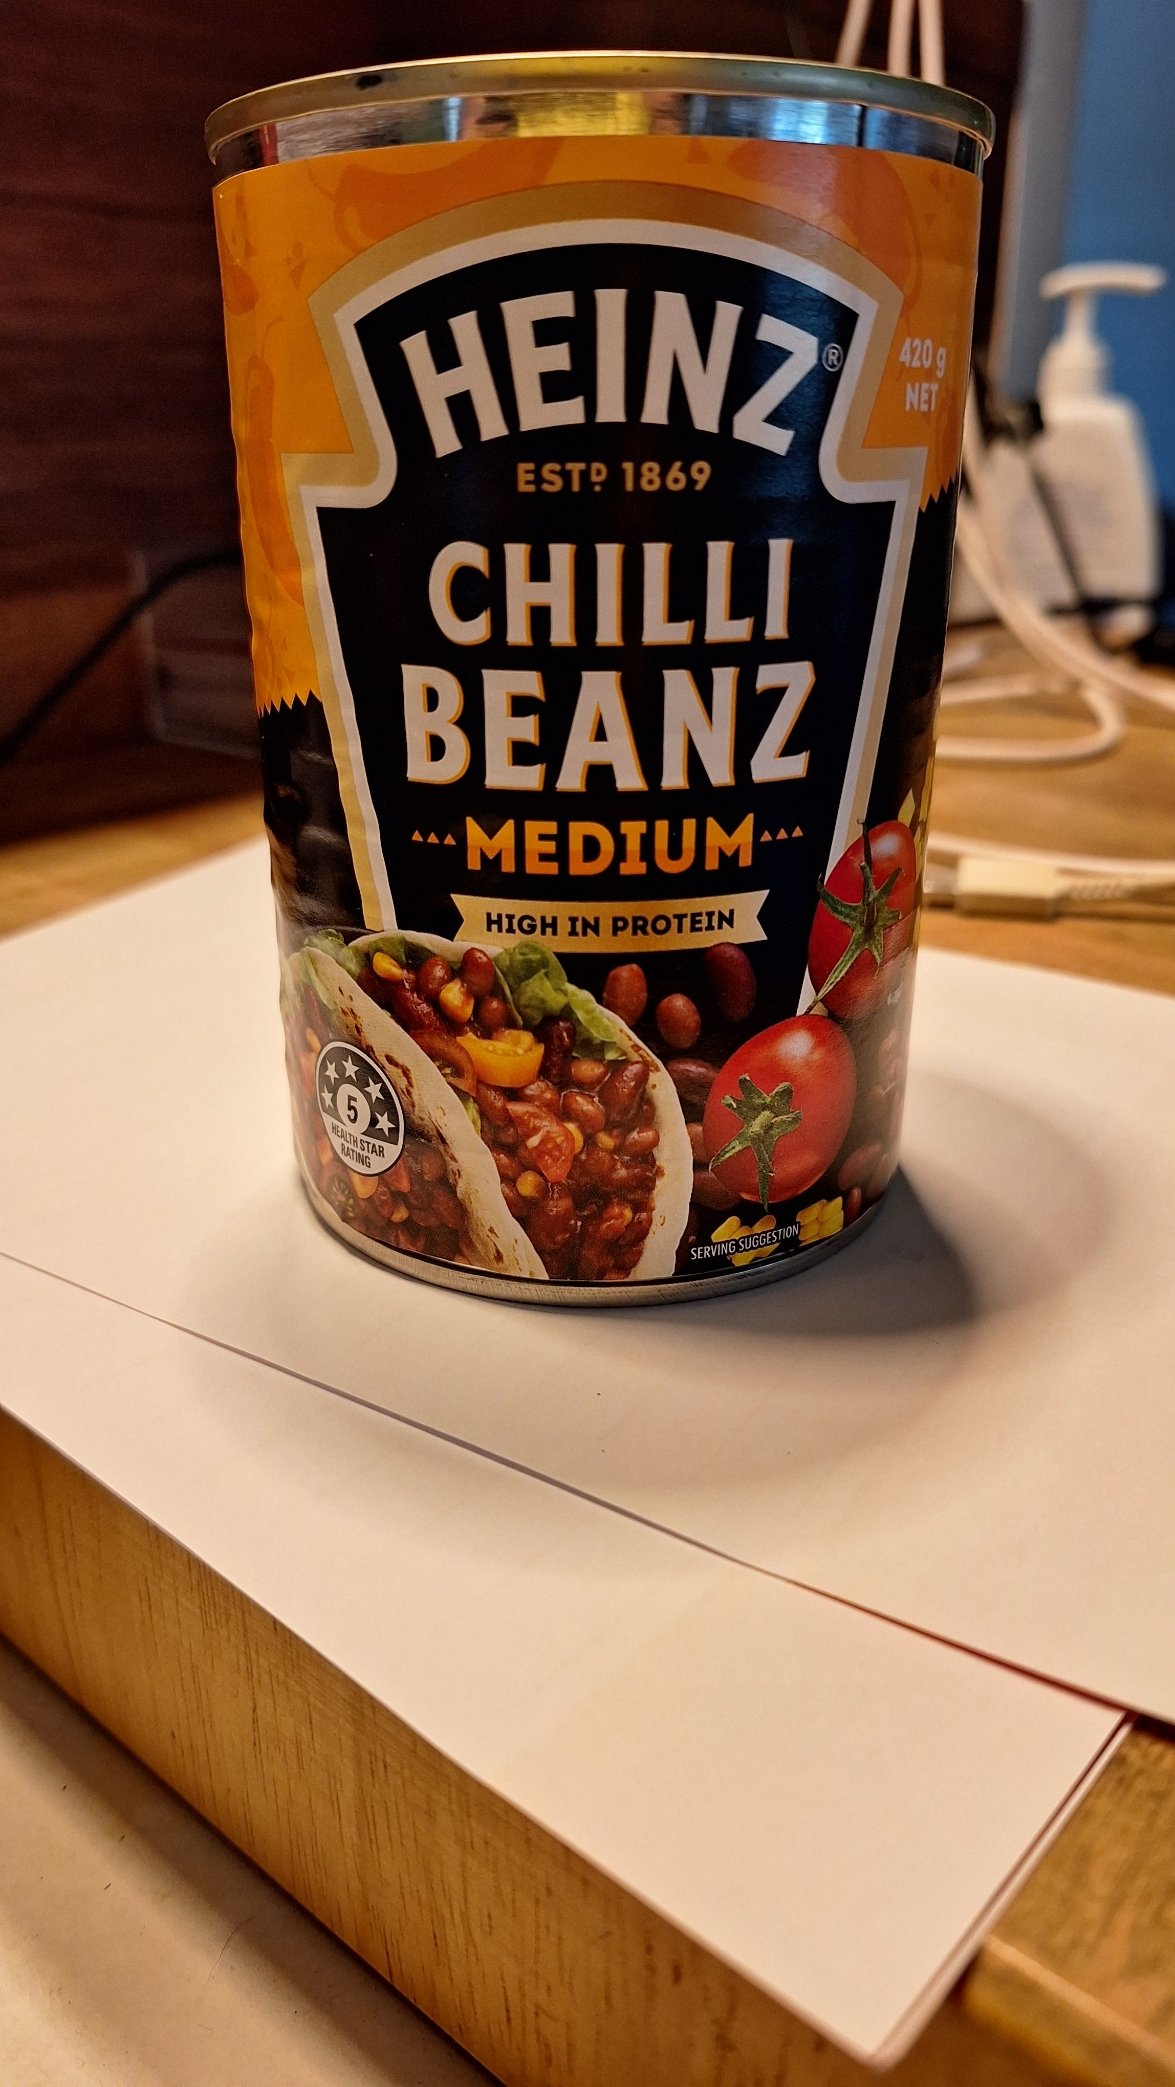 HEINZ®
ESTD 1869
420 g
NET
CHILLI
BEANZ
MEDIUM
HIGH IN PROTEIN
5
HEALTH STAR
RATING
SERVING SUGGESTION